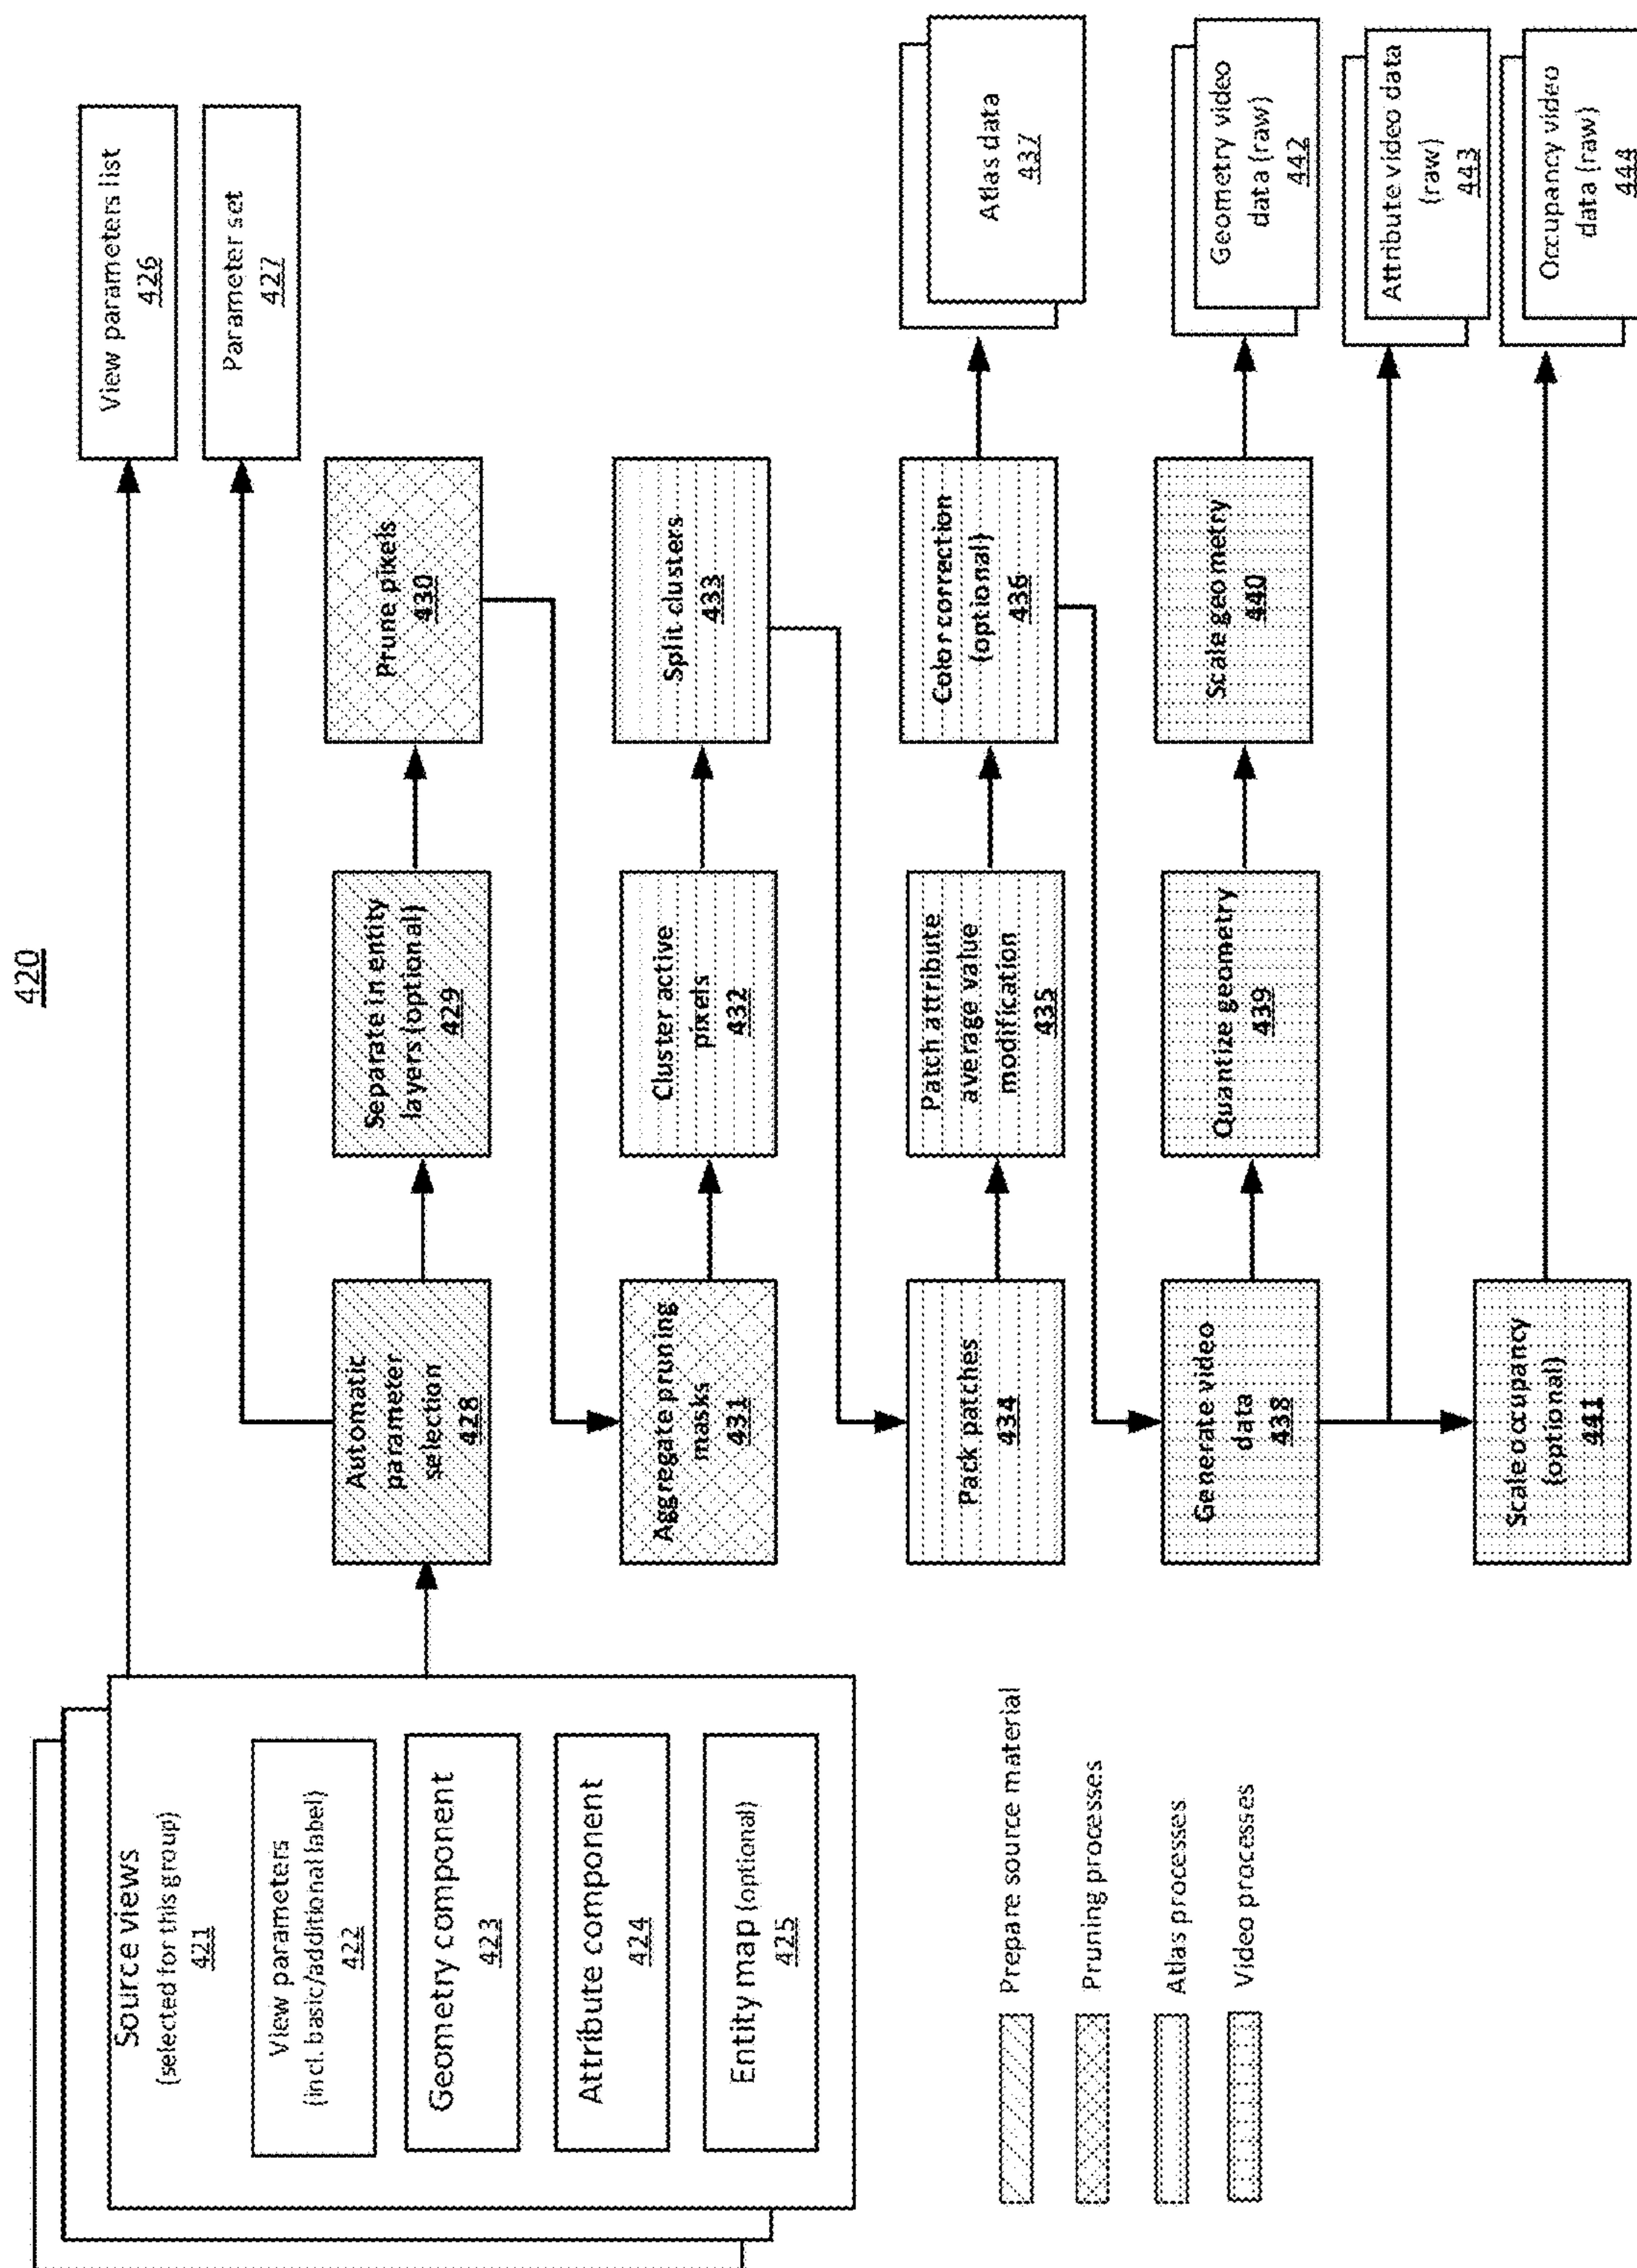 420
Source views
(selected for this group)
421
View parameters
(incl. basic/additional label)
422
Geometry component
423
Attribute component
424
Entity map (optional)
425
View parameters list
426
Parameter set
427
Automatic
parameter
selection
428
Separate in entity
layers (optional)
429
Prune pixels
430
Aggregate pruning
masks
431
Cluster active
pixels
432
Split clusters
433
Pack patches
434
Patch attribute
average value
modification
435
Color correction
(optional)
436
Atlas data
437
Generate video
data
438
Quantize geometry
439
Scale geometry
440
Geometry video
data (raw)
442
Attribute video data
(raw)
443
Scale occupancy
(optional)
441
Occupancy video
data (raw)
444
Prepare source material
Pruning processes
Atlas processes
Video processes